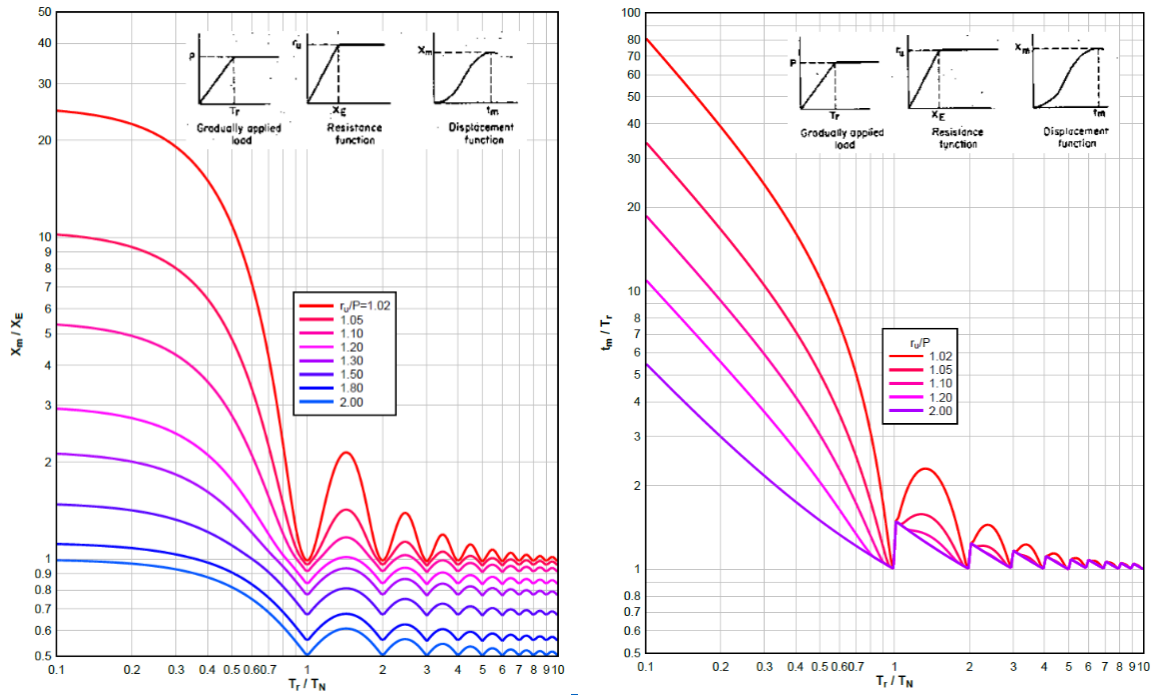 50
40
30
20
10
9
8
7
6
5
4
3
2
1
0.9
0.8
0.7
0.6
0.5
Xm / XE
P
Tr
Gradually applied
load
ru
XE
Resistance
function
Xm
tm
Displacement
function
ru/P=1.02
1.05
1.10
1.20
1.30
1.50
1.80
2.00
0.1 0.2 0.3 0.4 0.5 0.6 0.7 1 2 3 4 5 6 7 8 9 10
Tr / TN
100
80
70
60
50
40
30
20
10
8
7
6
5
4
3
2
1
0.8
0.7
0.6
0.5
tm / Tr
P
Tr
Gradually applied
load
ru
XE
Resistance
function
Xm
tm
Displacement
function
ru/P
1.02
1.05
1.10
1.20
2.00
0.1 0.2 0.3 0.4 0.5 0.6 0.7 1 2 3 4 5 6 7 8 9 10
Tr / TN